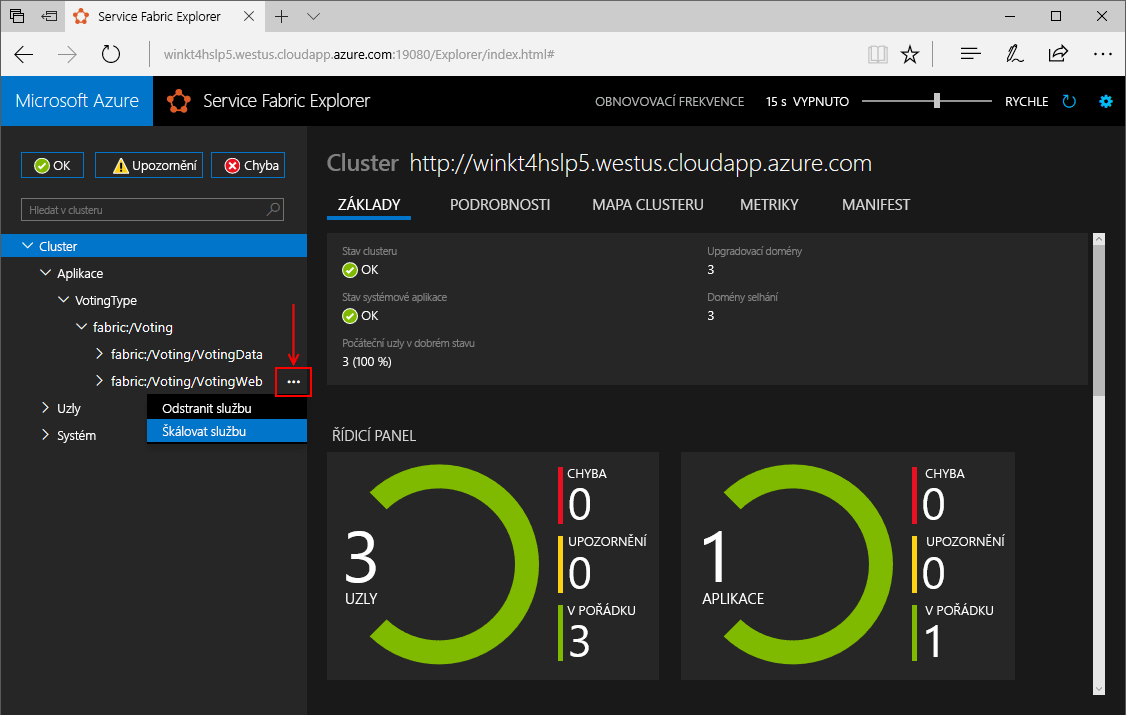 Service Fabric Explorer
winkt4hslp5.westus.cloudapp.azure.com:19080/Explorer/index.html#
Microsoft Azure
Service Fabric Explorer
OBNOVOVACÍ FREKVENCE 15 s VYPNUTO RYCHLE
OK Upozornění Chyba
Hledat v clusteru
Cluster
Aplikace
VotingType
fabric:/Voting
fabric:/Voting/VotingData
fabric:/Voting/VotingWeb
Odstranit službu
Škálovat službu
Uzly
Systém
Cluster http://winkt4hslp5.westus.cloudapp.azure.com
ZÁKLADY PODROBNOSTI MAPA CLUSTERU METRIKY MANIFEST
Stav clusteru
OK
Stav systémové aplikace
OK
Počáteční uzly v dobrém stavu
3 (100 %)
Upgradovací domény
3
Domény selhání
3
ŘÍDICÍ PANEL
3
UZLY
CHYBA
0
UPOZORNĚNÍ
0
V POŘÁDKU
3
1
APLIKACE
CHYBA
0
UPOZORNĚNÍ
0
V POŘÁDKU
1